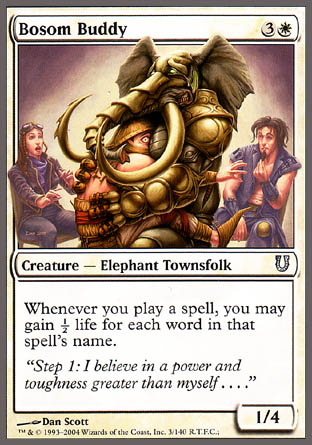 Bosom Buddy 3
Creature — Elephant Townsfolk
Whenever you play a spell, you may
gain ½ life for each word in that
spell's name.
"Step 1: I believe in a power and
toughness greater than myself . . . ."
Dan Scott
™ & © 1993–2004 Wizards of the Coast, Inc. 3/140 R.T.F.C.;
1/4